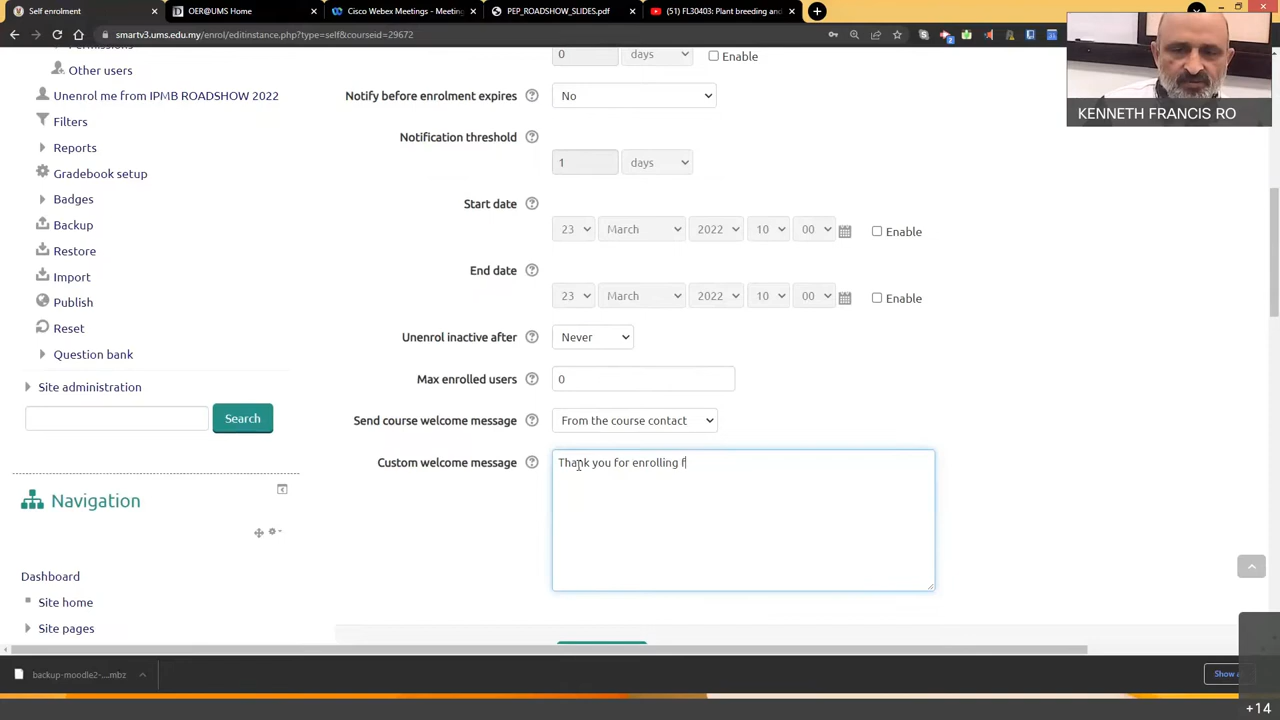 Self enrolment
OER@UMS Home
Cisco Webex Meetings - Meeting
PEP_ROADSHOW_SLIDES.pdf
(51) FL30403: Plant breeding and
smartv3.ums.edu.my/enrol/editinstance.php?type=self&courseid=29672
Permissions
Other users
Unenrol me from IPMB ROADSHOW 2022
Filters
Reports
Gradebook setup
Badges
Backup
Restore
Import
Publish
Reset
Question bank
Site administration
Search
Navigation
Dashboard
Site home
Site pages
0 days Enable
Notify before enrolment expires No
Notification threshold
1 days
Start date
23 March 2022 10 00 Enable
End date
23 March 2022 10 00 Enable
Unenrol inactive after Never
Max enrolled users 0
Send course welcome message From the course contact
Custom welcome message Thank you for enrolling f
KENNETH FRANCIS RO
backup-moodle2-....mbz
Show
+14